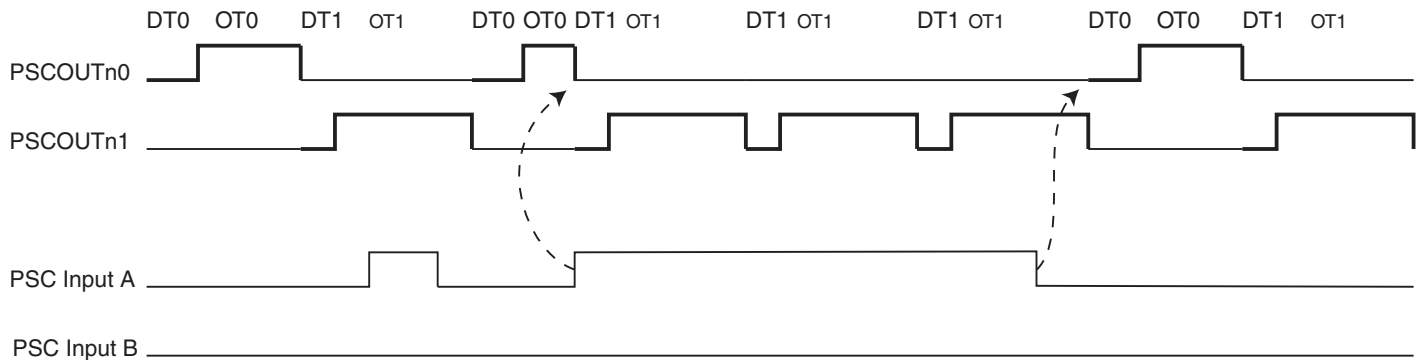 DT0 OT0 DT1 OT1 DT0 OT0 DT1 OT1 DT1 OT1 DT1 OT1 DT0 OT0 DT1 OT1
PSCOUTn0
PSCOUTn1
PSC Input A
PSC Input B